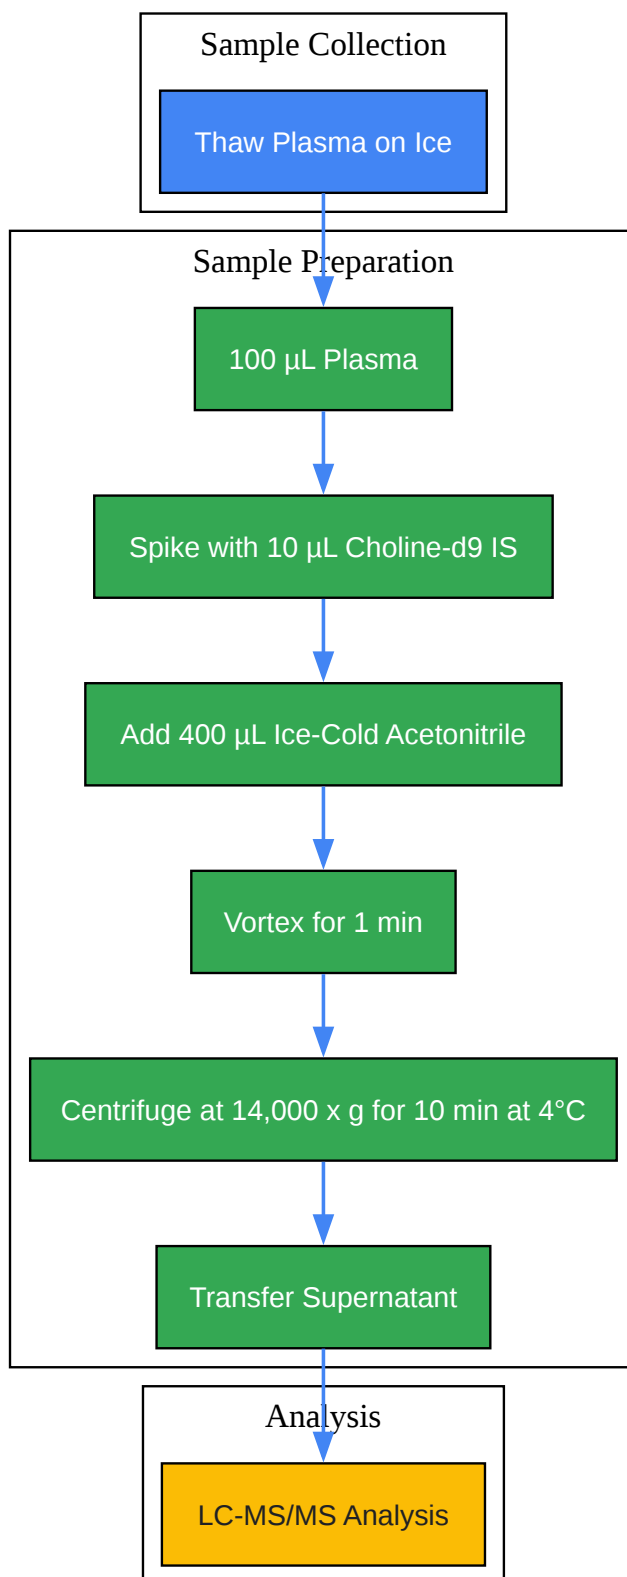 Sample Collection
Thaw Plasma on Ice
Sample Preparation
100 µL Plasma
Spike with 10 µL Choline-d9 IS
Add 400 µL Ice-Cold Acetonitrile
Vortex for 1 min
Centrifuge at 14,000 x g for 10 min at 4°C
Transfer Supernatant
Analysis
LC-MS/MS Analysis